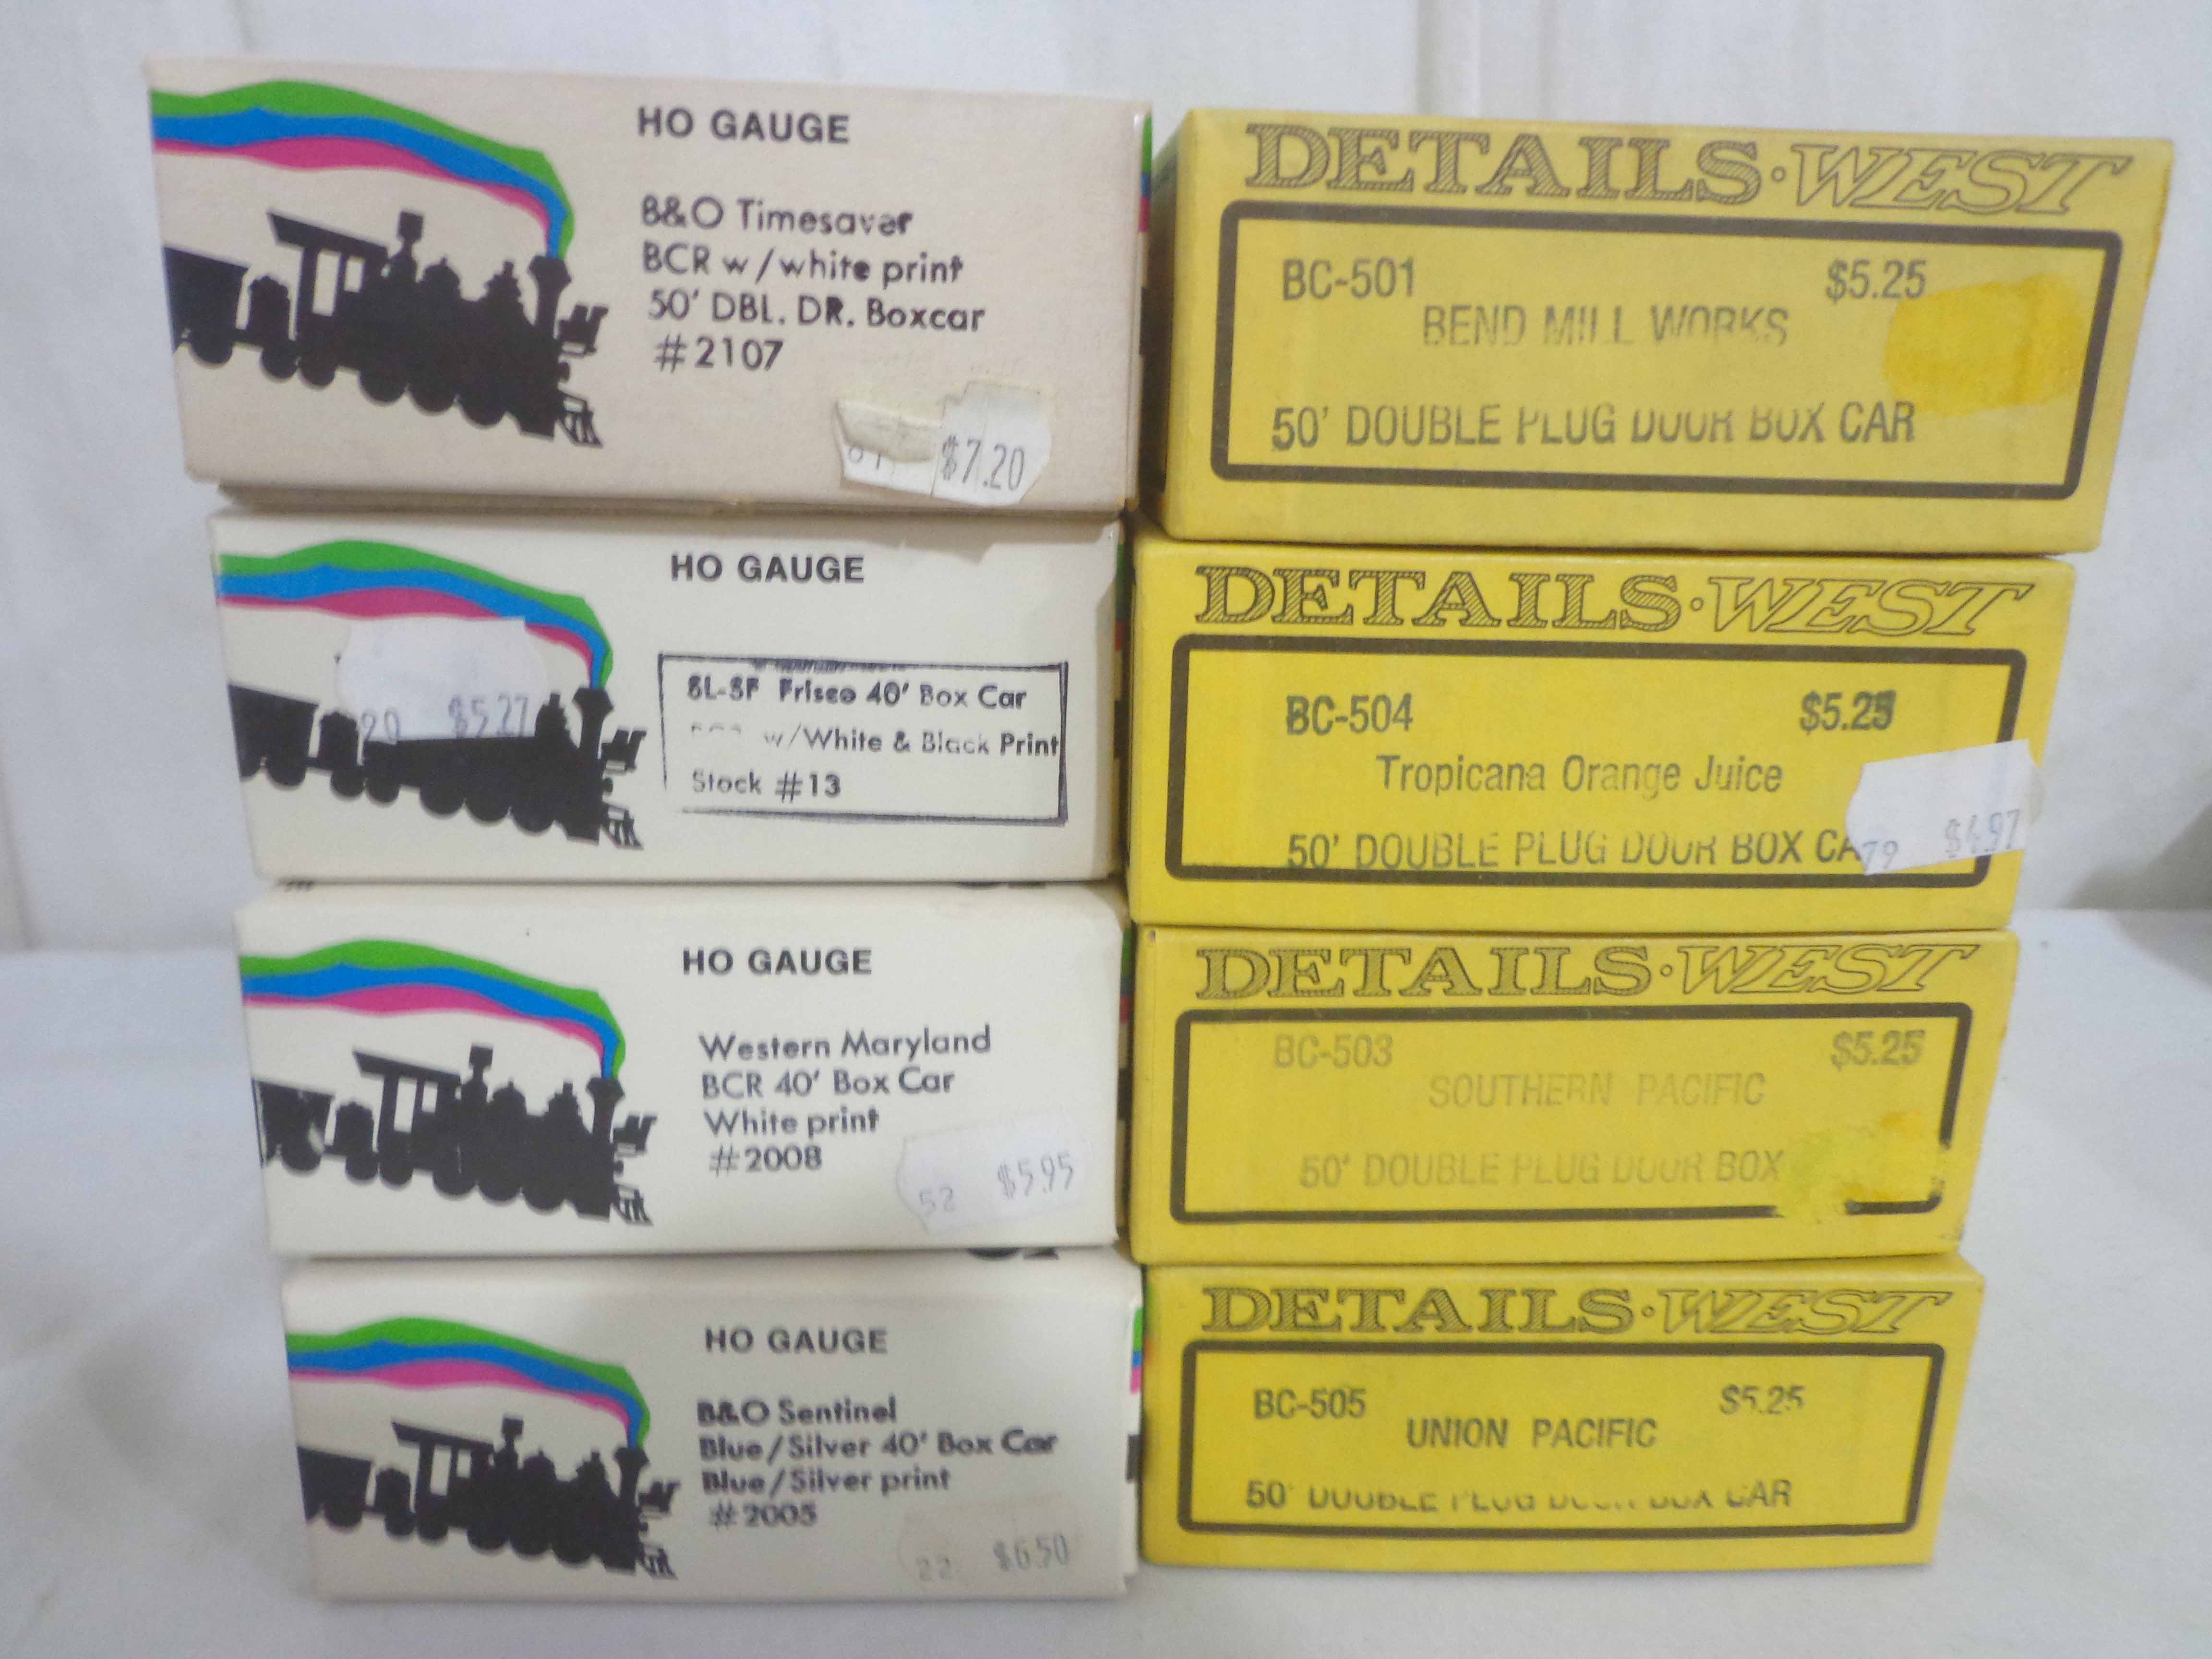 HO GAUGE
B&O Timesaver
BCR w/white print
50' DBL. DR. Boxcar
#2107
$7.20
HO GAUGE
SL-SF Frisco 40' Box Car
w/White & Black Print
Stock #13
20 $5.27
HO GAUGE
Western Maryland
BCR 40' Box Car
White print
#2008
52 $5.95
HO GAUGE
B&O Sentinel
Blue/Silver 40' Box Car
Blue/Silver print
#2005
22 $6.50
DETAILS•WEST
BC-501 $5.25
BEND MILL WORKS
50' DOUBLE PLUG DOOR BOX CAR
DETAILS•WEST
BC-504 $5.25
Tropicana Orange Juice
50' DOUBLE PLUG DOOR BOX CA
79 $4.97
DETAILS•WEST
BC-503 $5.25
SOUTHERN PACIFIC
50' DOUBLE PLUG DOOR BOX
DETAILS•WEST
BC-505 $5.25
UNION PACIFIC
50' DOUBLE PLUG DOOR BOX CAR